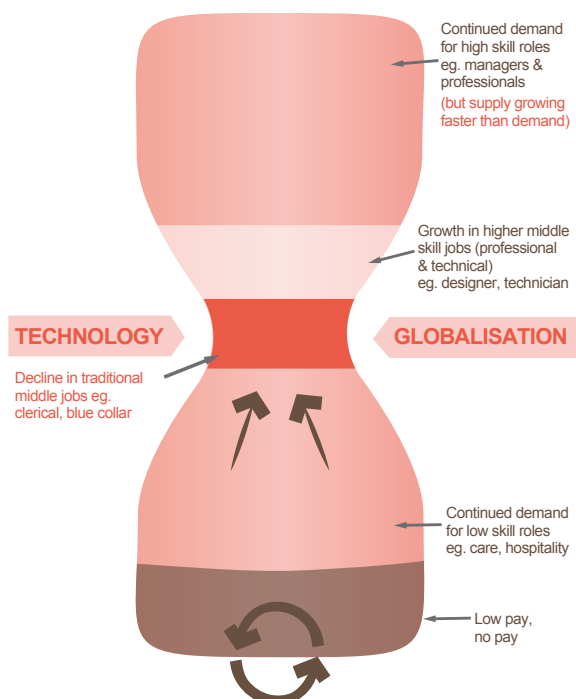 Continued demand
for high skill roles
eg. managers &
professionals
(but supply growing
faster than demand)
Growth in higher middle
skill jobs (professional
& technical)
eg. designer, technician
TECHNOLOGY
GLOBALISATION
Decline in traditional
middle jobs eg.
clerical, blue collar
Continued demand
for low skill roles
eg. care, hospitality
Low pay,
no pay